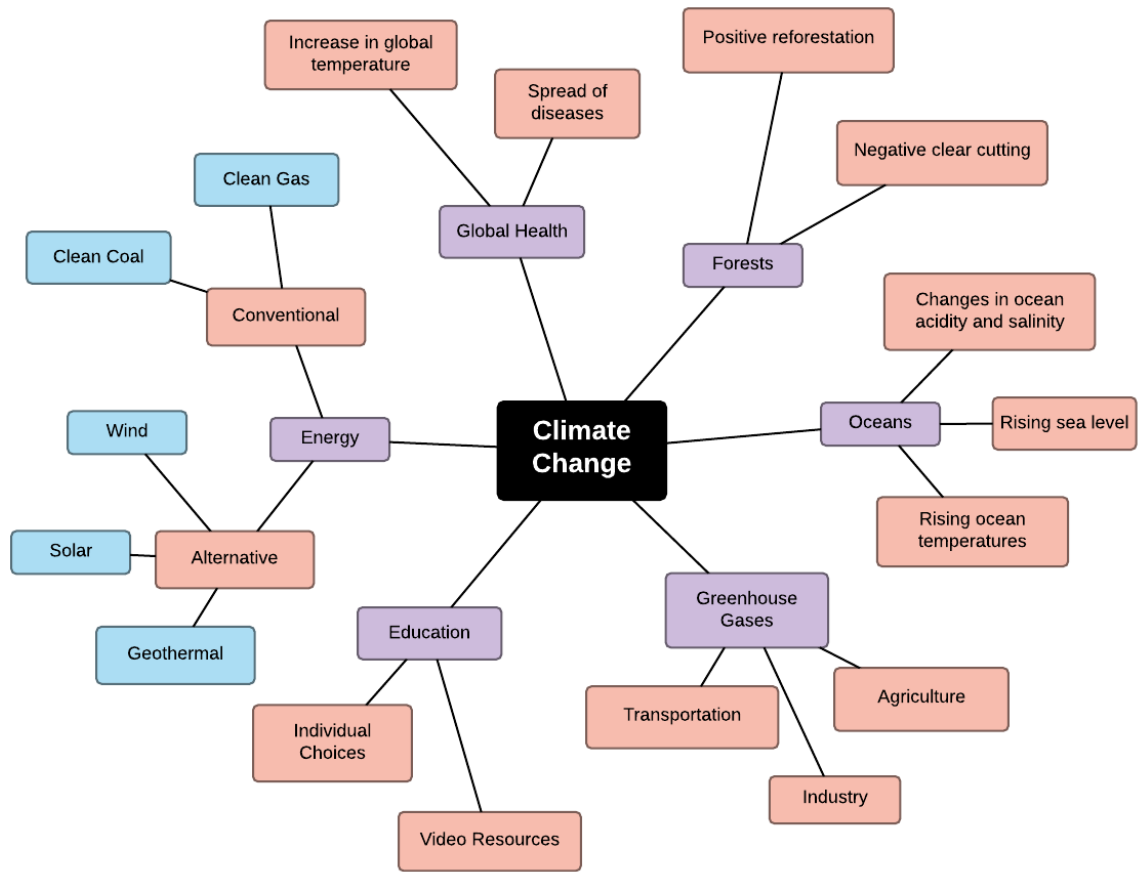 Increase in global
temperature
Positive reforestation
Spread of
diseases
Negative clear cutting
Clean Gas
Global Health
Clean Coal
Forests
Changes in ocean
acidity and salinity
Conventional
Climate
Change
Oceans
Rising sea level
Wind
Energy
Rising ocean
temperatures
Solar
Alternative
Greenhouse
Gases
Education
Geothermal
Agriculture
Transportation
Individual
Choices
Industry
Video Resources